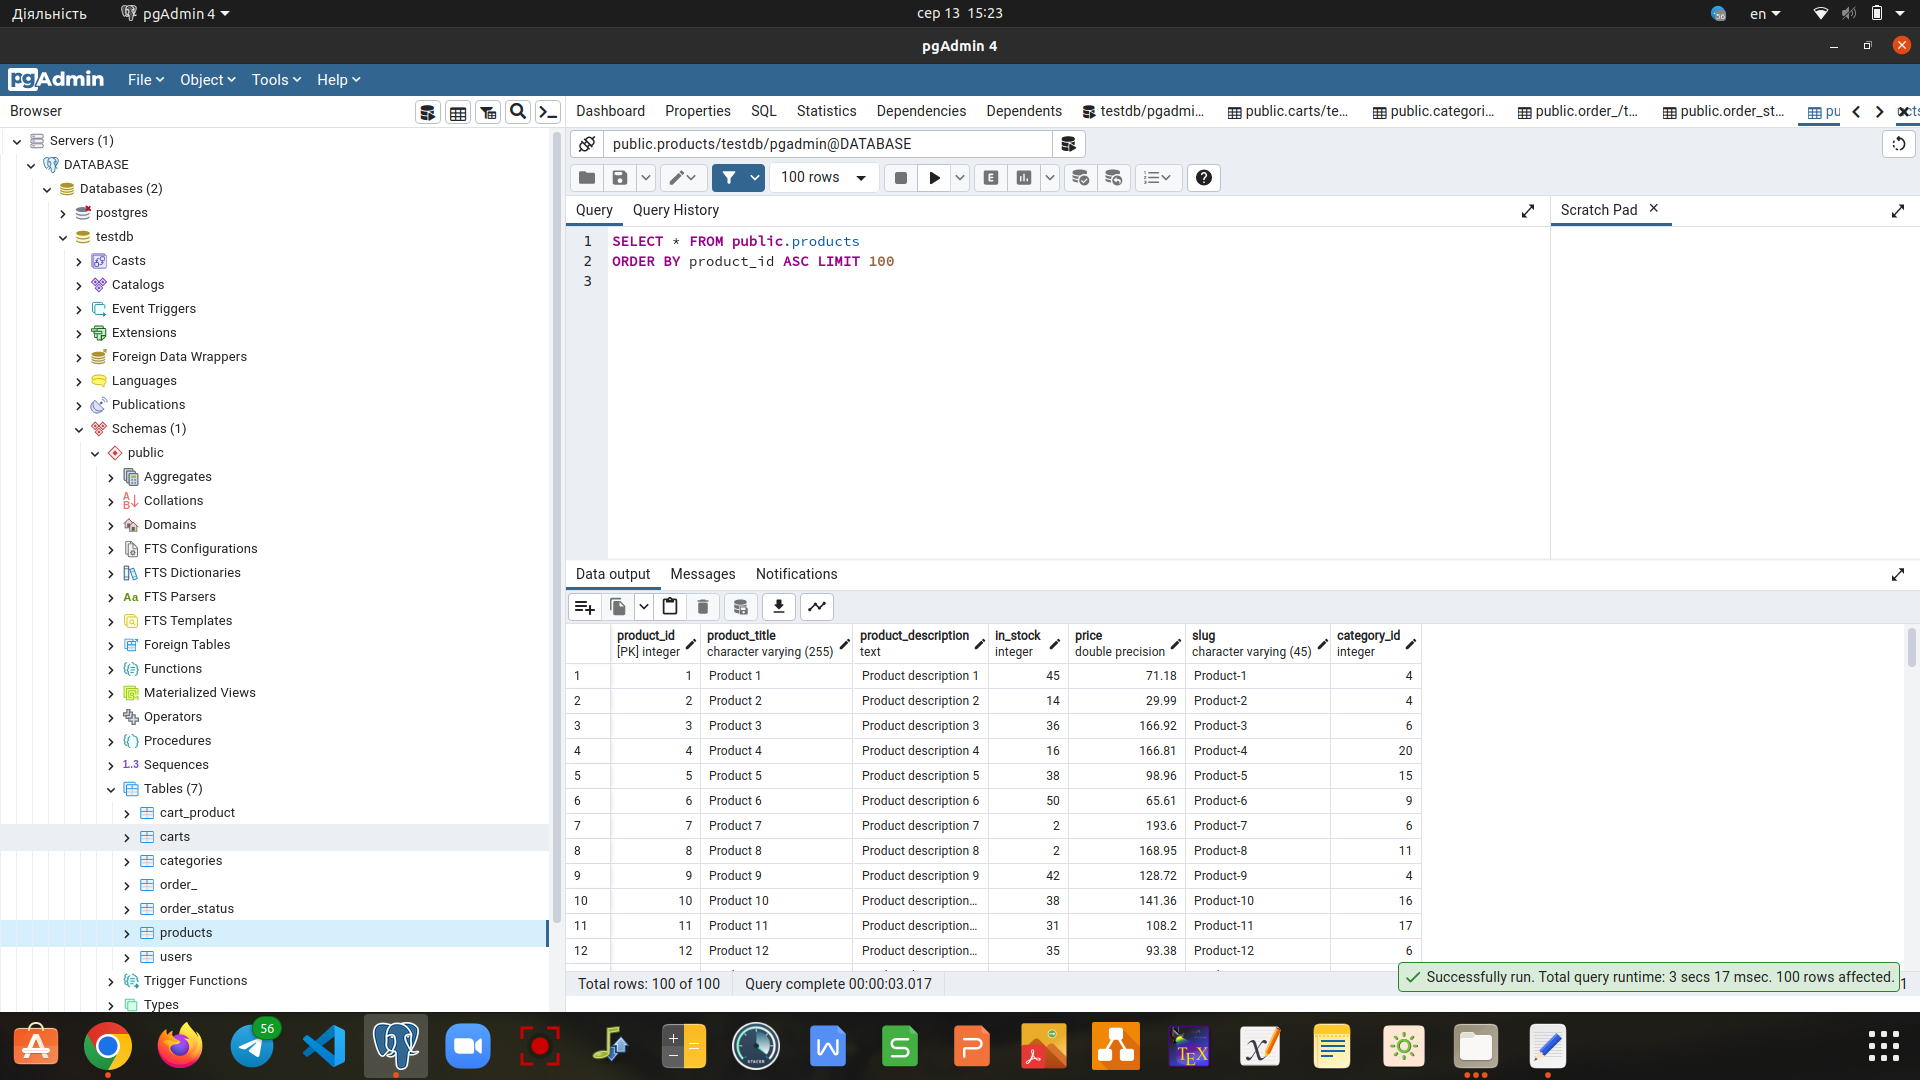 Діяльність pgAdmin 4 сер 13 15:23 56 en
pgAdmin 4
pgAdmin File Object Tools Help
Browser
Dashboard Properties SQL Statistics Dependencies Dependents testdb/pgadmi... public.carts/te... public.categori... public.order_/t... public.order_st... pu
Servers (1)
DATABASE
Databases (2)
postgres
testdb
Casts
Catalogs
Event Triggers
Extensions
Foreign Data Wrappers
Languages
Publications
Schemas (1)
public
Aggregates
Collations
Domains
FTS Configurations
FTS Dictionaries
Aa FTS Parsers
FTS Templates
Foreign Tables
Functions
Materialized Views
Operators
Procedures
1..3 Sequences
Tables (7)
cart_product
carts
categories
order_
order_status
products
users
Trigger Functions
Types
public.products/testdb/pgadmin@DATABASE
100 rows E
Query Query History Scratch Pad
1 SELECT * FROM public.products
2 ORDER BY product_id ASC LIMIT 100
3
Data output Messages Notifications
product_id product_title product_description in_stock price slug category_id
[PK] integer character varying (255) text integer double precision character varying (45) integer
1 1 Product 1 Product description 1 45 71.18 Product-1 4
2 2 Product 2 Product description 2 14 29.99 Product-2 4
3 3 Product 3 Product description 3 36 166.92 Product-3 6
4 4 Product 4 Product description 4 16 166.81 Product-4 20
5 5 Product 5 Product description 5 38 98.96 Product-5 15
6 6 Product 6 Product description 6 50 65.61 Product-6 9
7 7 Product 7 Product description 7 2 193.6 Product-7 6
8 8 Product 8 Product description 8 2 168.95 Product-8 11
9 9 Product 9 Product description 9 42 128.72 Product-9 4
10 10 Product 10 Product description... 38 141.36 Product-10 16
11 11 Product 11 Product description... 31 108.2 Product-11 17
12 12 Product 12 Product description... 35 93.38 Product-12 6
Total rows: 100 of 100 Query complete 00:00:03.017
Successfully run. Total query runtime: 3 secs 17 msec. 100 rows affected. 1
56
W S P TEX X